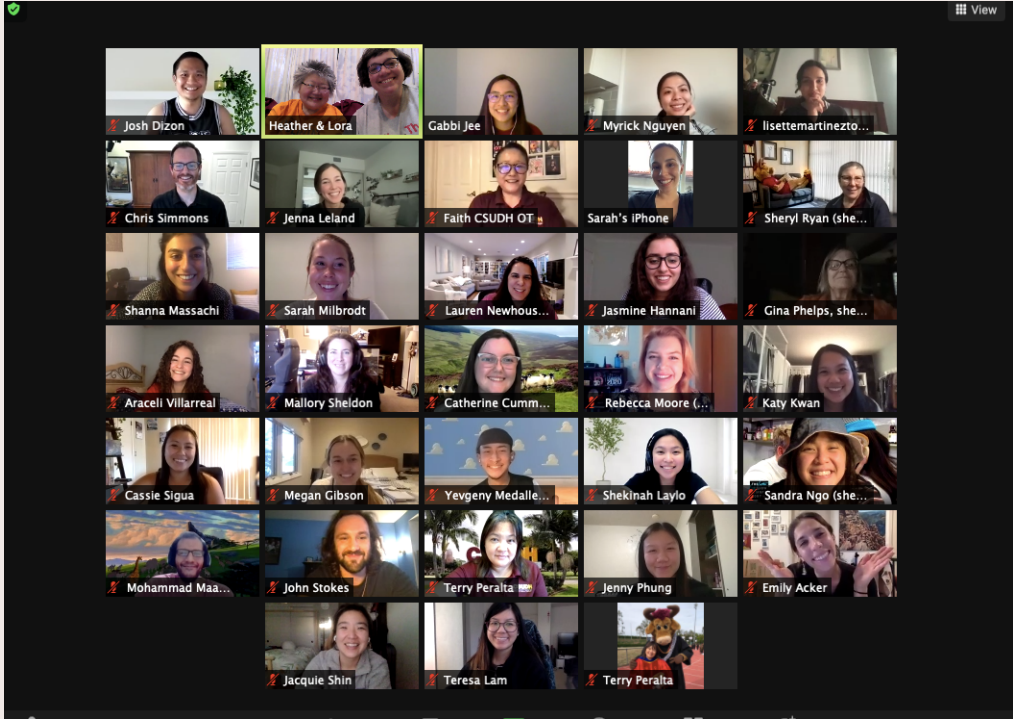 View
Josh Dizon
Heather & Lora
Gabbi Jee
Myrick Nguyen
lisettemartinezto...
Chris Simmons
Jenna Leland
Faith CSUDH OT
Sarah's iPhone
Sheryl Ryan (she...
Shanna Massachi
Sarah Milbrodt
Lauren Newhous...
Jasmine Hannani
Gina Phelps, she...
Araceli Villarreal
Mallory Sheldon
Catherine Cumm...
Rebecca Moore (...
Katy Kwan
Cassie Sigua
Megan Gibson
Yevgeny Medalle...
Shekinah Laylo
Sandra Ngo (she...
Mohammad Maa...
John Stokes
Terry Peralta
Jenny Phung
Emily Acker
Jacquie Shin
Teresa Lam
Terry Peralta